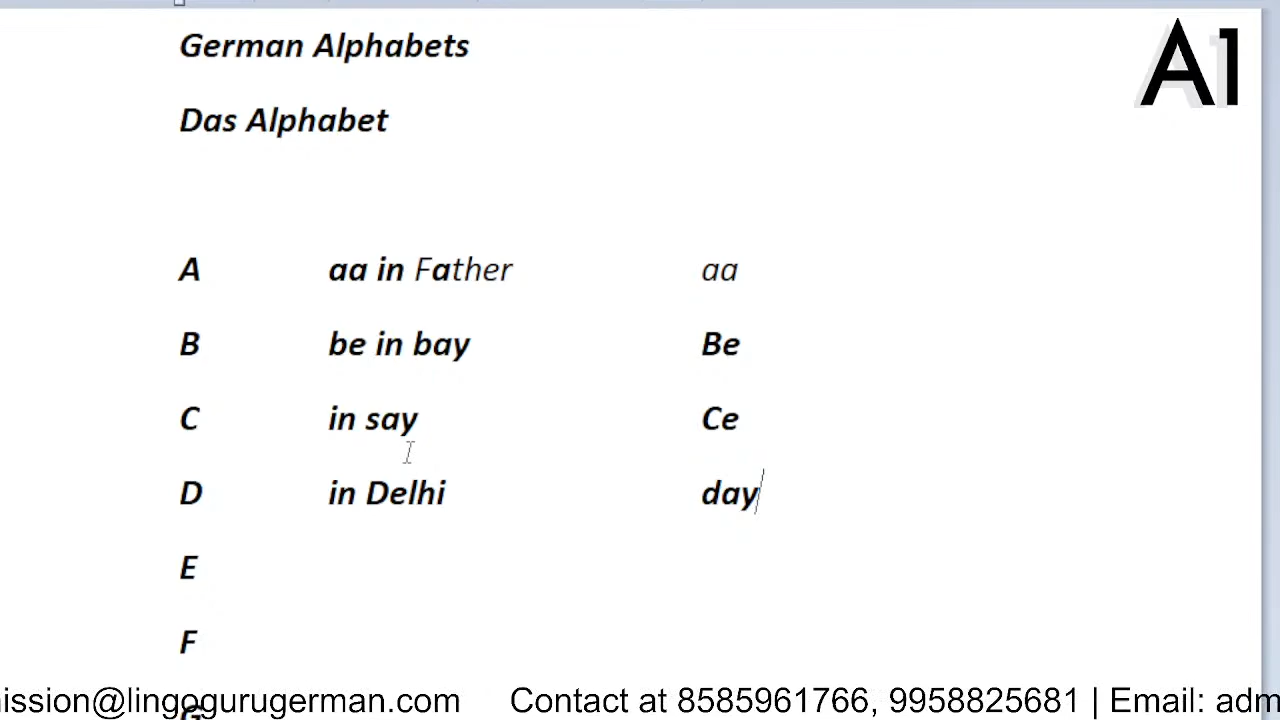 A1
German Alphabets
Das Alphabet
A aa in Father aa
B be in bay Be
C in say Ce
D in Delhi day
E
F
G
ission@lingogurugerman.com Contact at 8585961766, 9958825681 | Email: adm